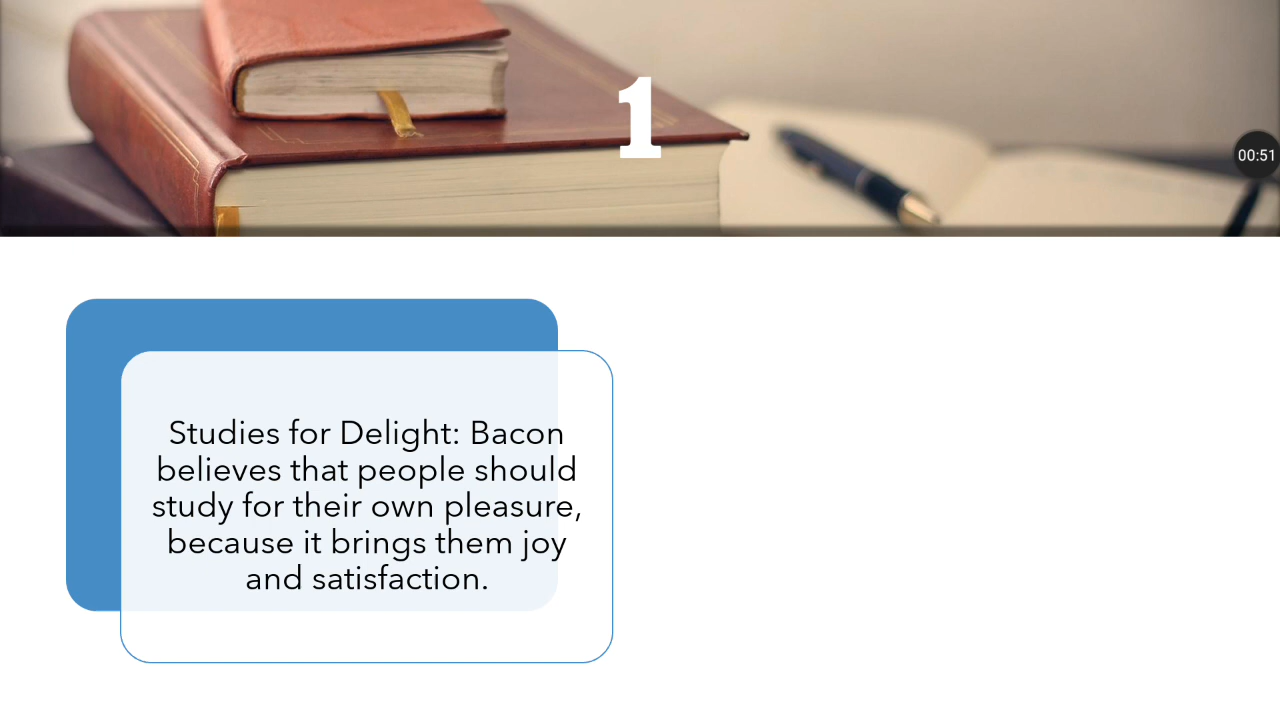 1
00:51
Studies for Delight: Bacon
believes that people should
study for their own pleasure,
because it brings them joy
and satisfaction.